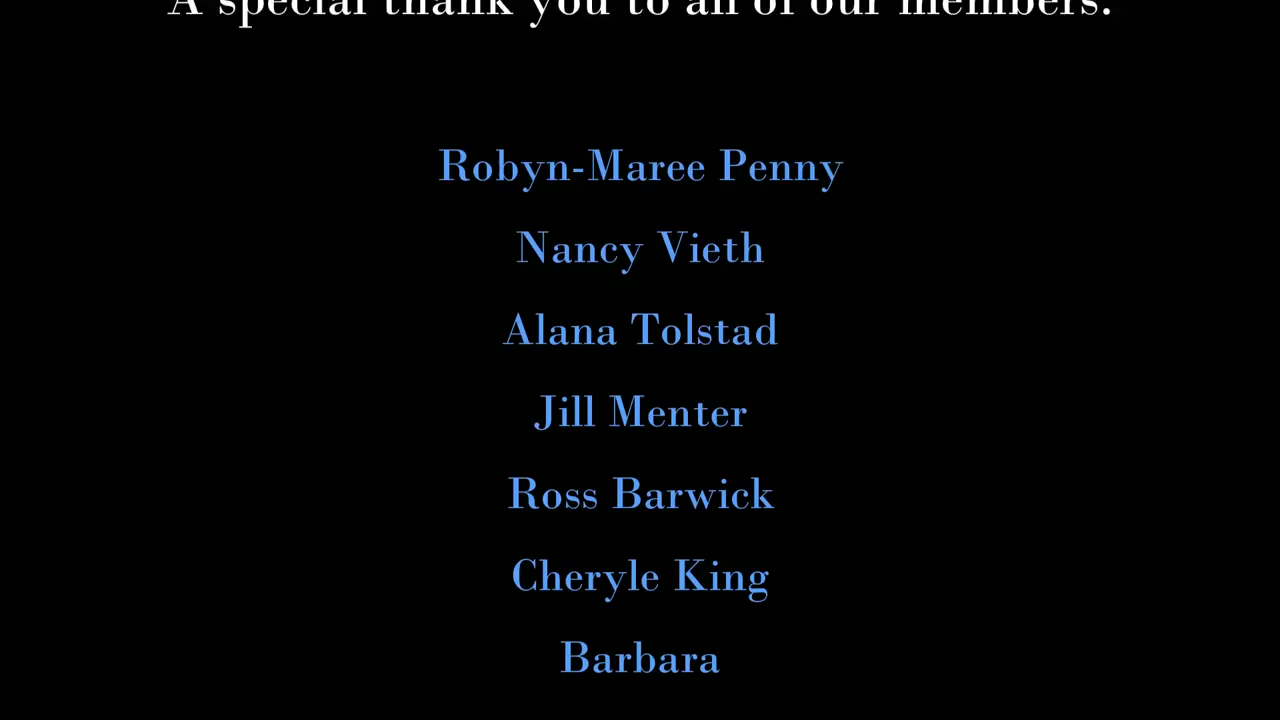 A special thank you to all of our members.
Robyn-Maree Penny
Nancy Vieth
Alana Tolstad
Jill Menter
Ross Barwick
Cheryle King
Barbara